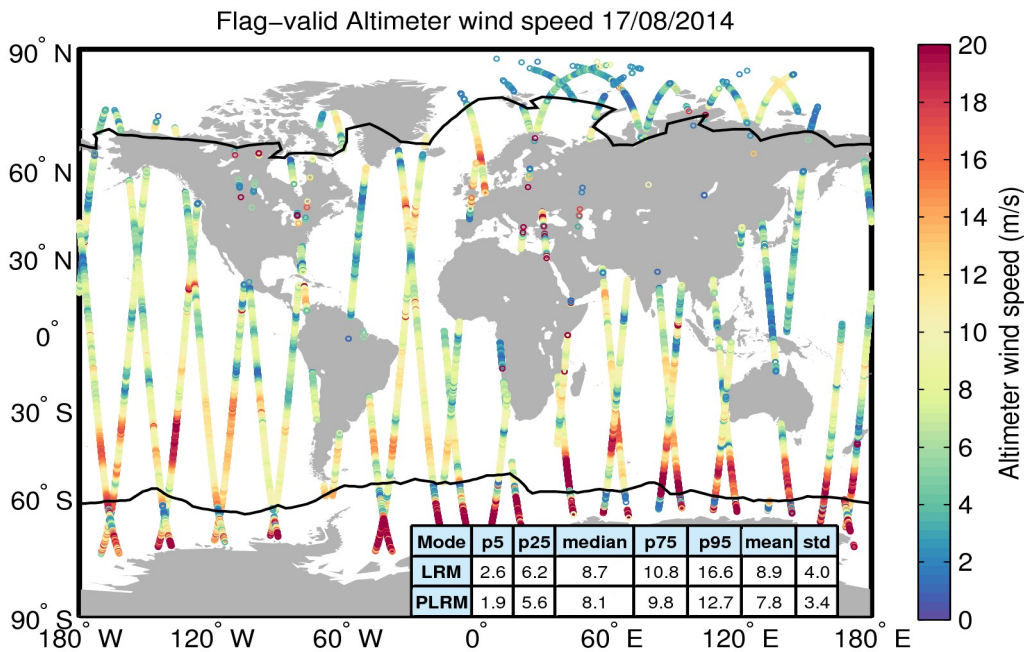 Flag−valid Altimeter wind speed 17/08/2014
90° N
60° N
30° N
0°
30° S
60° S
90° S
180° W
120° W
60° W
0°
60° E
120° E
180° E
Mode p5 p25 median p75 p95 mean std
LRM 2.6 6.2 8.7 10.8 16.6 8.9 4.0
PLRM 1.9 5.6 8.1 9.8 12.7 7.8 3.4
20
18
16
14
12
10
8
6
4
2
0
Altimeter wind speed (m/s)